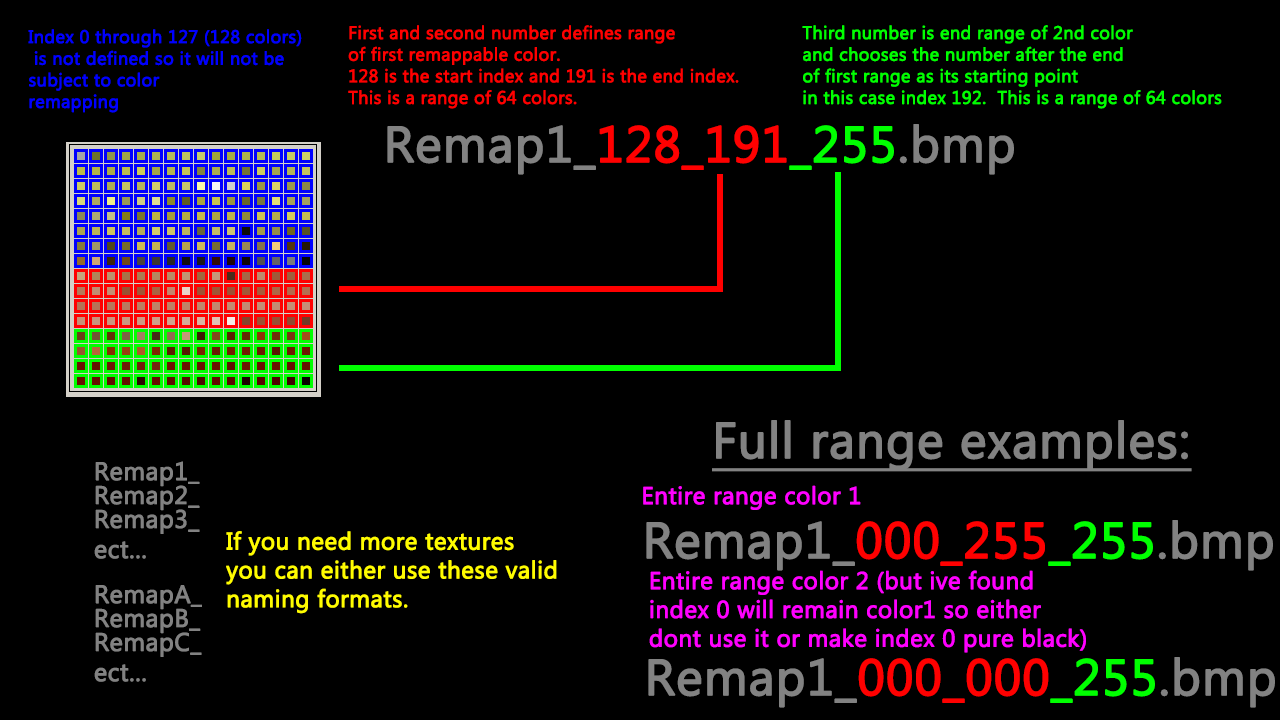 Index 0 through 127 (128 colors)
is not defined so it will not be
subject to color
remapping
First and second number defines range
of first remappable color.
128 is the start index and 191 is the end index.
This is a range of 64 colors.
Third number is end range of 2nd color
and chooses the number after the end
of first range as its starting point
in this case index 192.  This is a range of 64 colors
Remap1_128_191_255.bmp
Remap1_
Remap2_
Remap3_
ect...
RemapA_
RemapB_
RemapC_
ect...
If you need more textures
you can either use these valid
naming formats.
Full range examples:
Entire range color 1
Remap1_000_255_255.bmp
Entire range color 2 (but ive found
index 0 will remain color1 so either
dont use it or make index 0 pure black)
Remap1_000_000_255.bmp